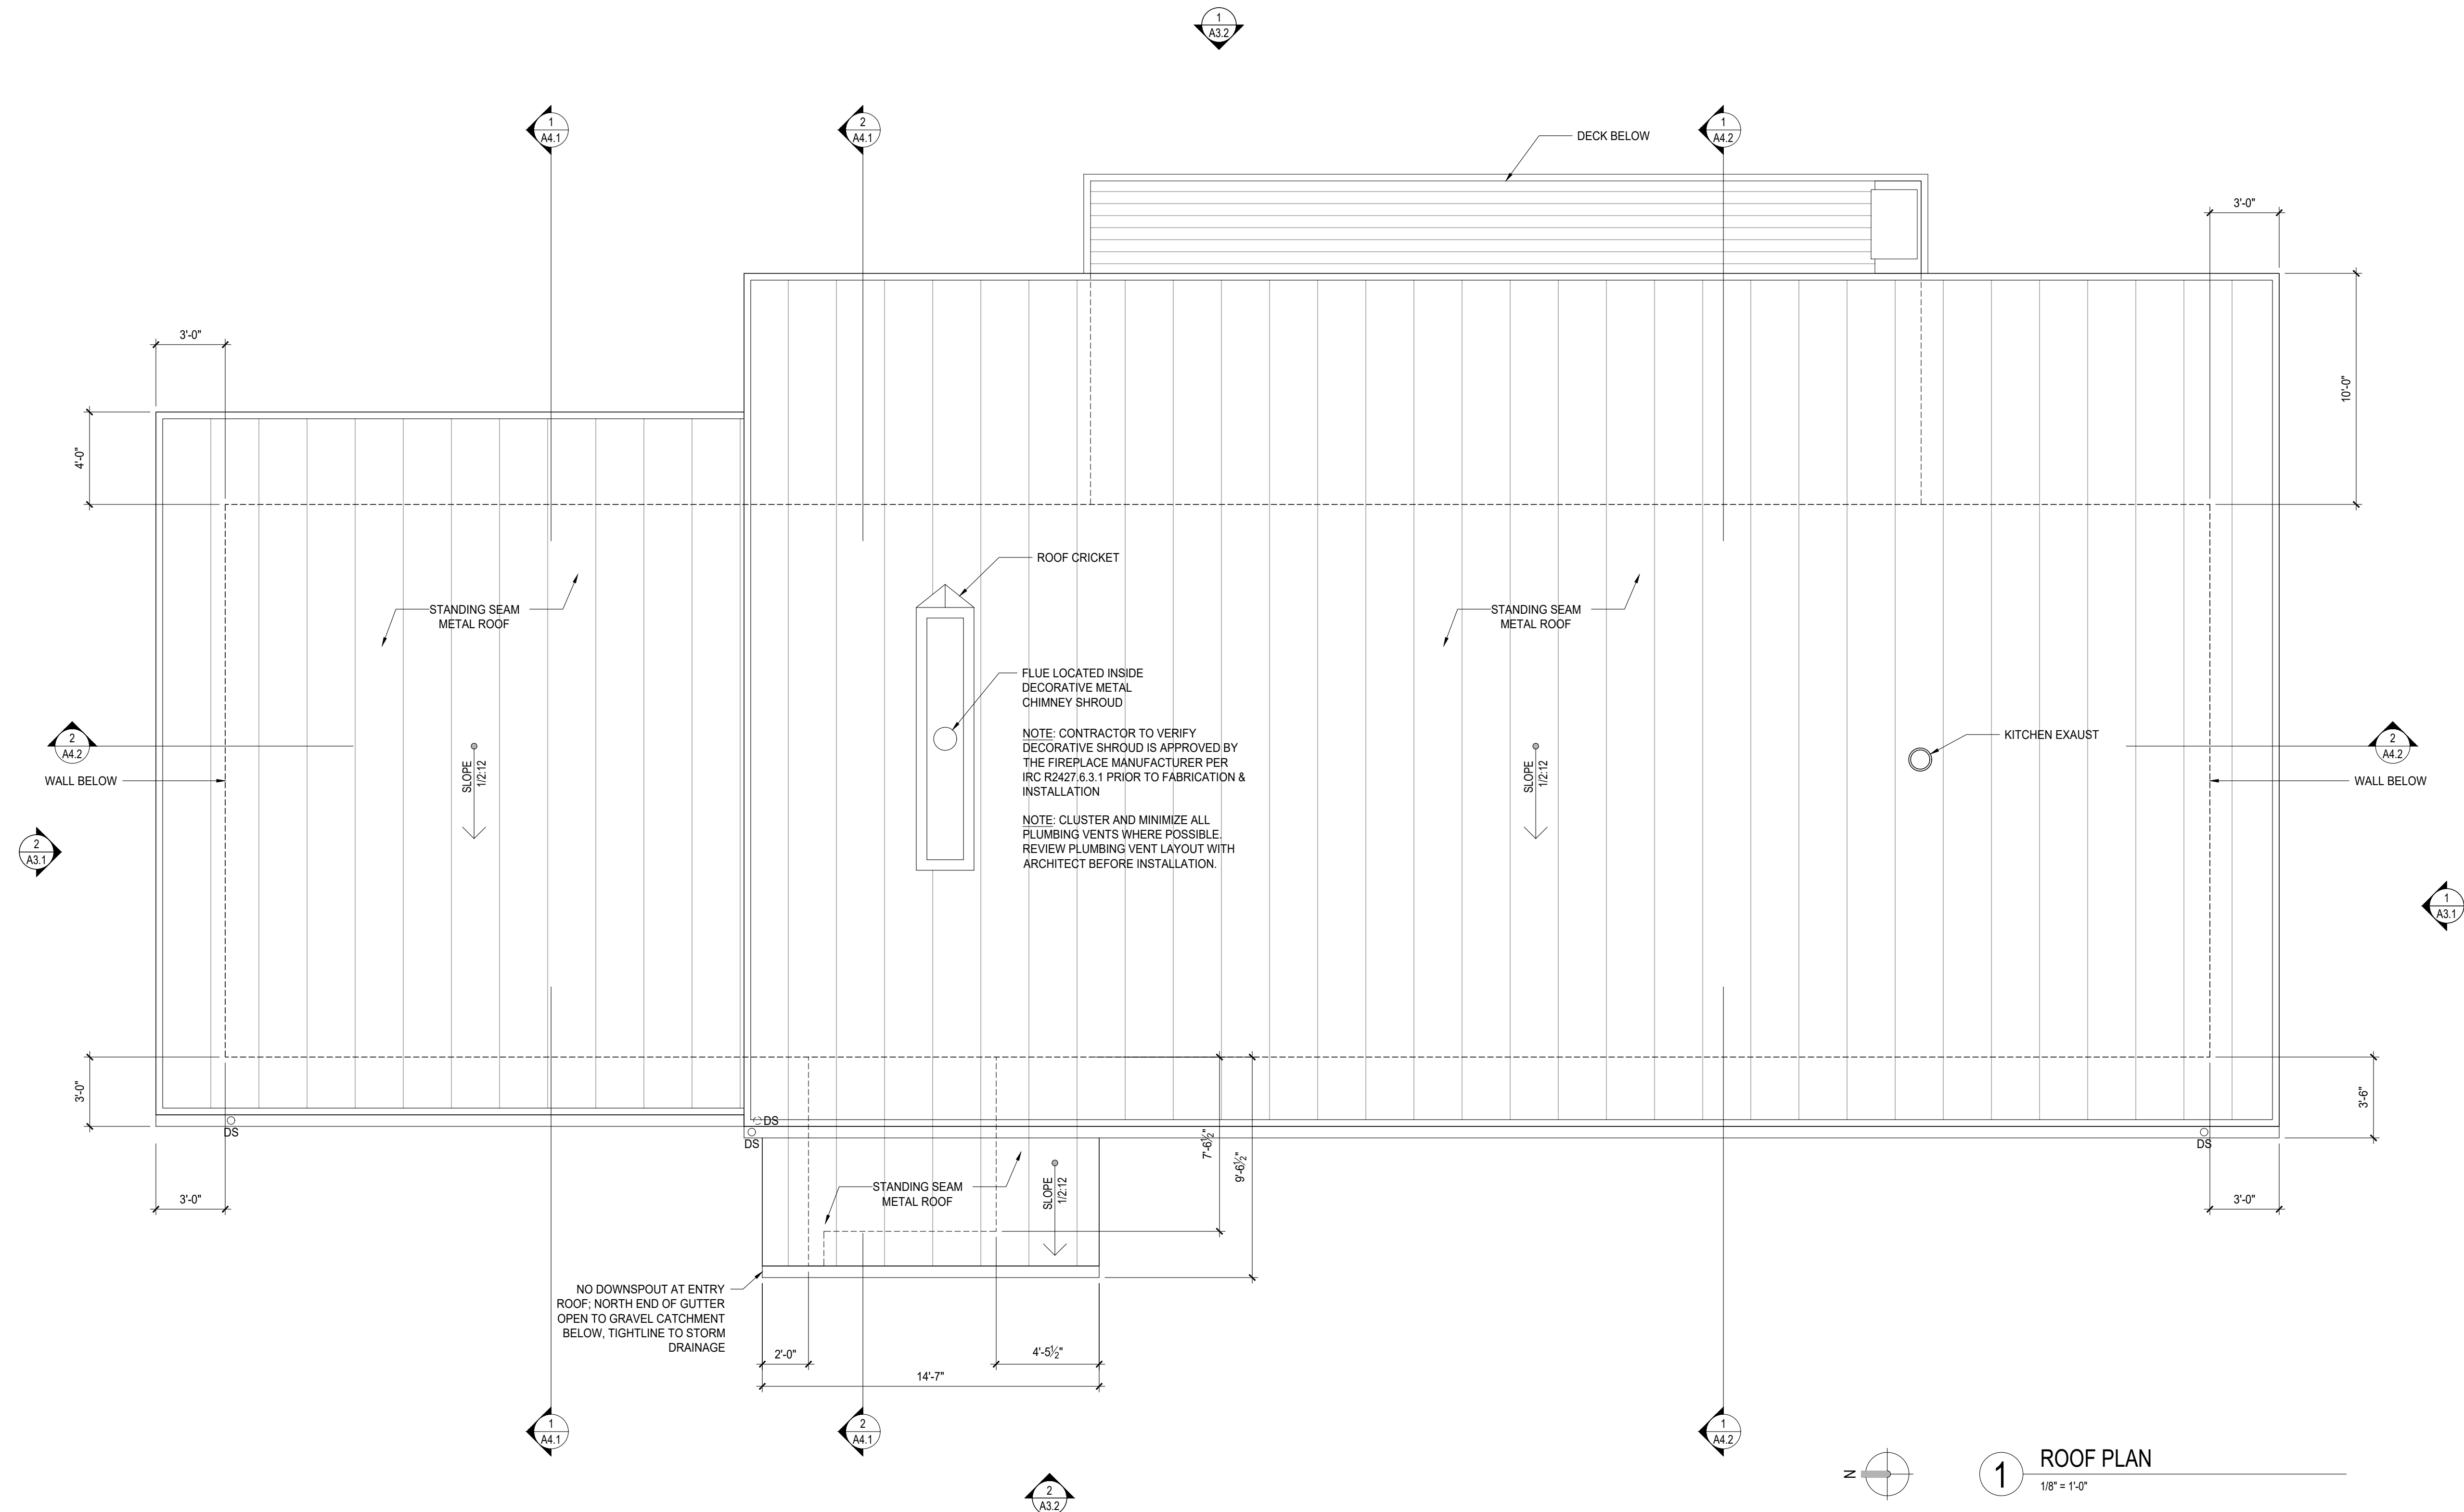 1
A3.2
1
A4.1
2
A4.1
1
A4.2
DECK BELOW
3'-0"
3'-0"
10'-0"
4'-0"
ROOF CRICKET
STANDING SEAM
METAL ROOF
STANDING SEAM
METAL ROOF
FLUE LOCATED INSIDE
DECORATIVE METAL
CHIMNEY SHROUD
NOTE: CONTRACTOR TO VERIFY
DECORATIVE SHROUD IS APPROVED BY
THE FIREPLACE MANUFACTURER PER
IRC R2427.6.3.1 PRIOR TO FABRICATION &
INSTALLATION
NOTE: CLUSTER AND MINIMIZE ALL
PLUMBING VENTS WHERE POSSIBLE.
REVIEW PLUMBING VENT LAYOUT WITH
ARCHITECT BEFORE INSTALLATION.
2
A4.2
WALL BELOW
SLOPE
1/2:12
SLOPE
1/2:12
KITCHEN EXAUST
2
A4.2
WALL BELOW
2
A3.1
1
A3.1
3'-0"
3'-6"
DS
DS
DS
DS
7'-6½"
9'-6½"
STANDING SEAM
METAL ROOF
SLOPE
1/2:12
3'-0"
3'-0"
NO DOWNSPOUT AT ENTRY
ROOF; NORTH END OF GUTTER
OPEN TO GRAVEL CATCHMENT
BELOW, TIGHTLINE TO STORM
DRAINAGE
2'-0"
4'-5½"
14'-7"
1
A4.1
2
A4.1
1
A4.2
2
A3.2
N
1
ROOF PLAN
1/8" = 1'-0"